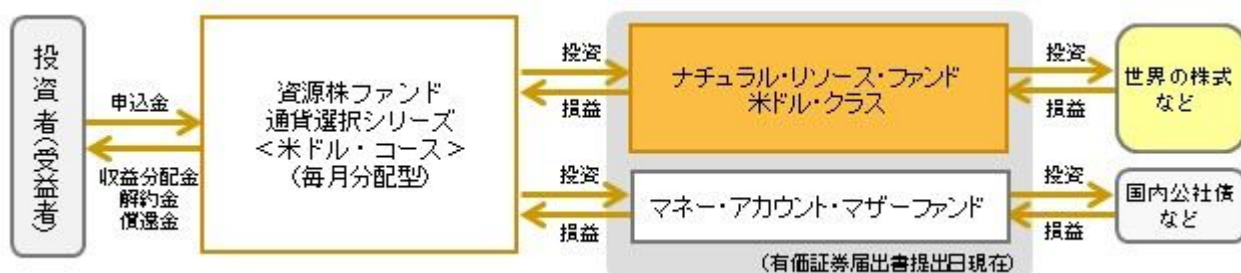 投資者(受益者)
申込金
収益分配金
解約金
償還金
資源株ファンド
通貨選択シリーズ
<米ドル・コース>
(毎月分配型)
投資
損益
投資
損益
ナチュラル・リソース・ファンド
米ドル・クラス
マネー・アカウント・マザーファンド
(有価証券届出書提出日現在)
投資
損益
投資
損益
世界の株式
など
国内公社債
など